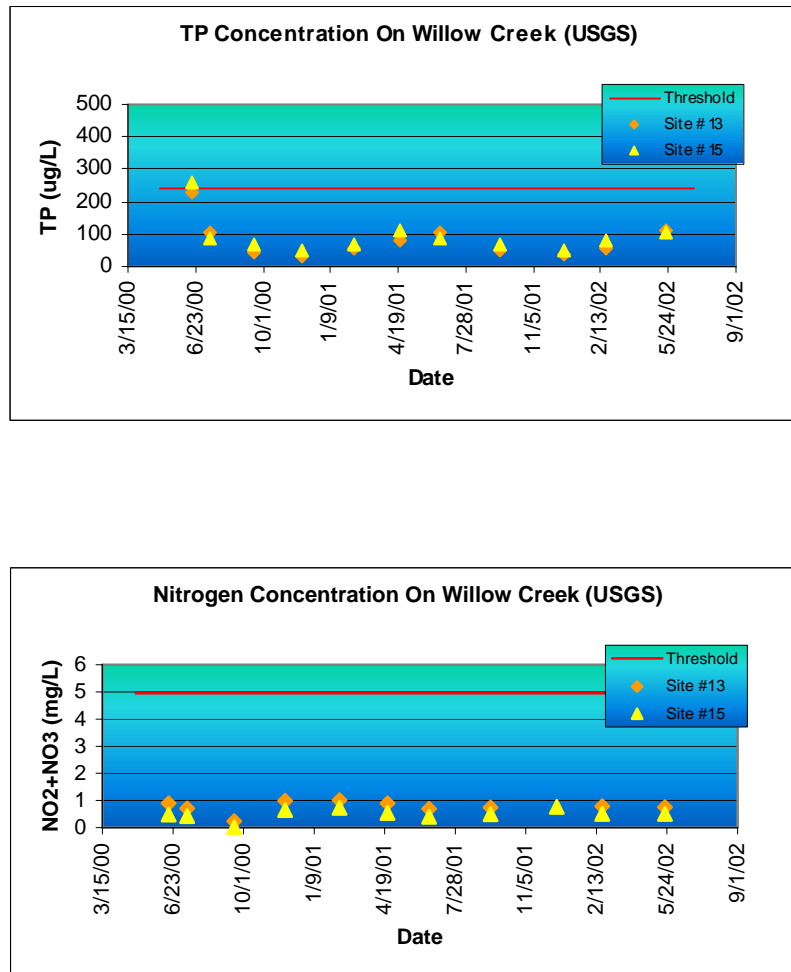 TP Concentration On Willow Creek (USGS)
Threshold
Site # 13
Site # 15
TP (ug/L)
500
400
300
200
100
0
3/15/00
6/23/00
10/1/00
1/9/01
4/19/01
7/28/01
11/5/01
2/13/02
5/24/02
9/1/02
Date
Nitrogen Concentration On Willow Creek (USGS)
Threshold
Site #13
Site #15
NO2+NO3 (mg/L)
6
5
4
3
2
1
0
3/15/00
6/23/00
10/1/00
1/9/01
4/19/01
7/28/01
11/5/01
2/13/02
5/24/02
9/1/02
Date